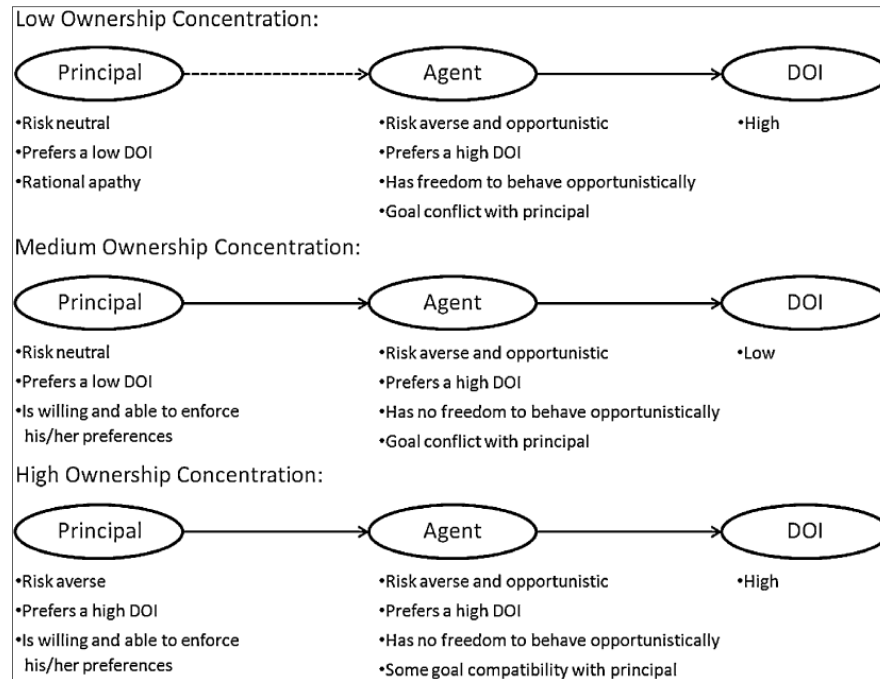 Low Ownership Concentration:
Principal
Agent
DOI
•Risk neutral
•Prefers a low DOI
•Rational apathy
•Risk averse and opportunistic
•Prefers a high DOI
•Has freedom to behave opportunistically
•Goal conflict with principal
•High
Medium Ownership Concentration:
Principal
Agent
DOI
•Risk neutral
•Prefers a low DOI
•Is willing and able to enforce
his/her preferences
•Risk averse and opportunistic
•Prefers a high DOI
•Has no freedom to behave opportunistically
•Goal conflict with principal
•Low
High Ownership Concentration:
Principal
Agent
DOI
•Risk averse
•Prefers a high DOI
•Is willing and able to enforce
his/her preferences
•Risk averse and opportunistic
•Prefers a high DOI
•Has no freedom to behave opportunistically
•Some goal compatibility with principal
•High